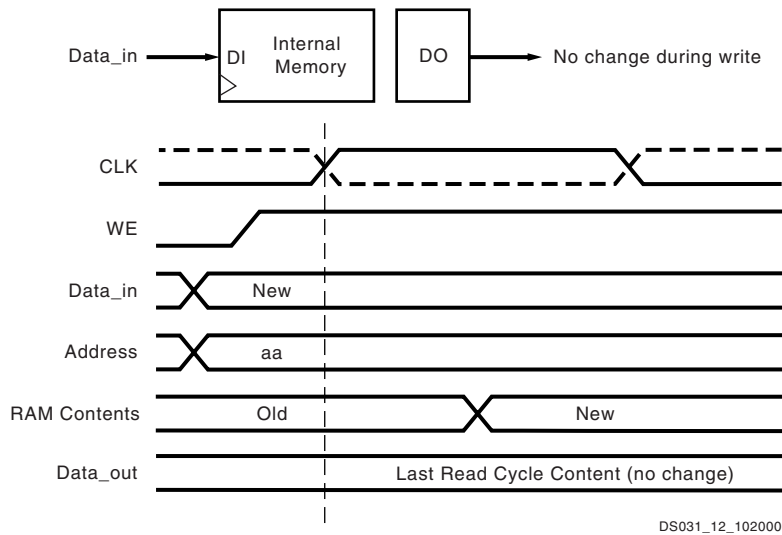 Data_in
DI
Internal
Memory
DO
No change during write
CLK
WE
Data_in
New
Address
aa
RAM Contents
Old
New
Data_out
Last Read Cycle Content (no change)
DS031_12_102000